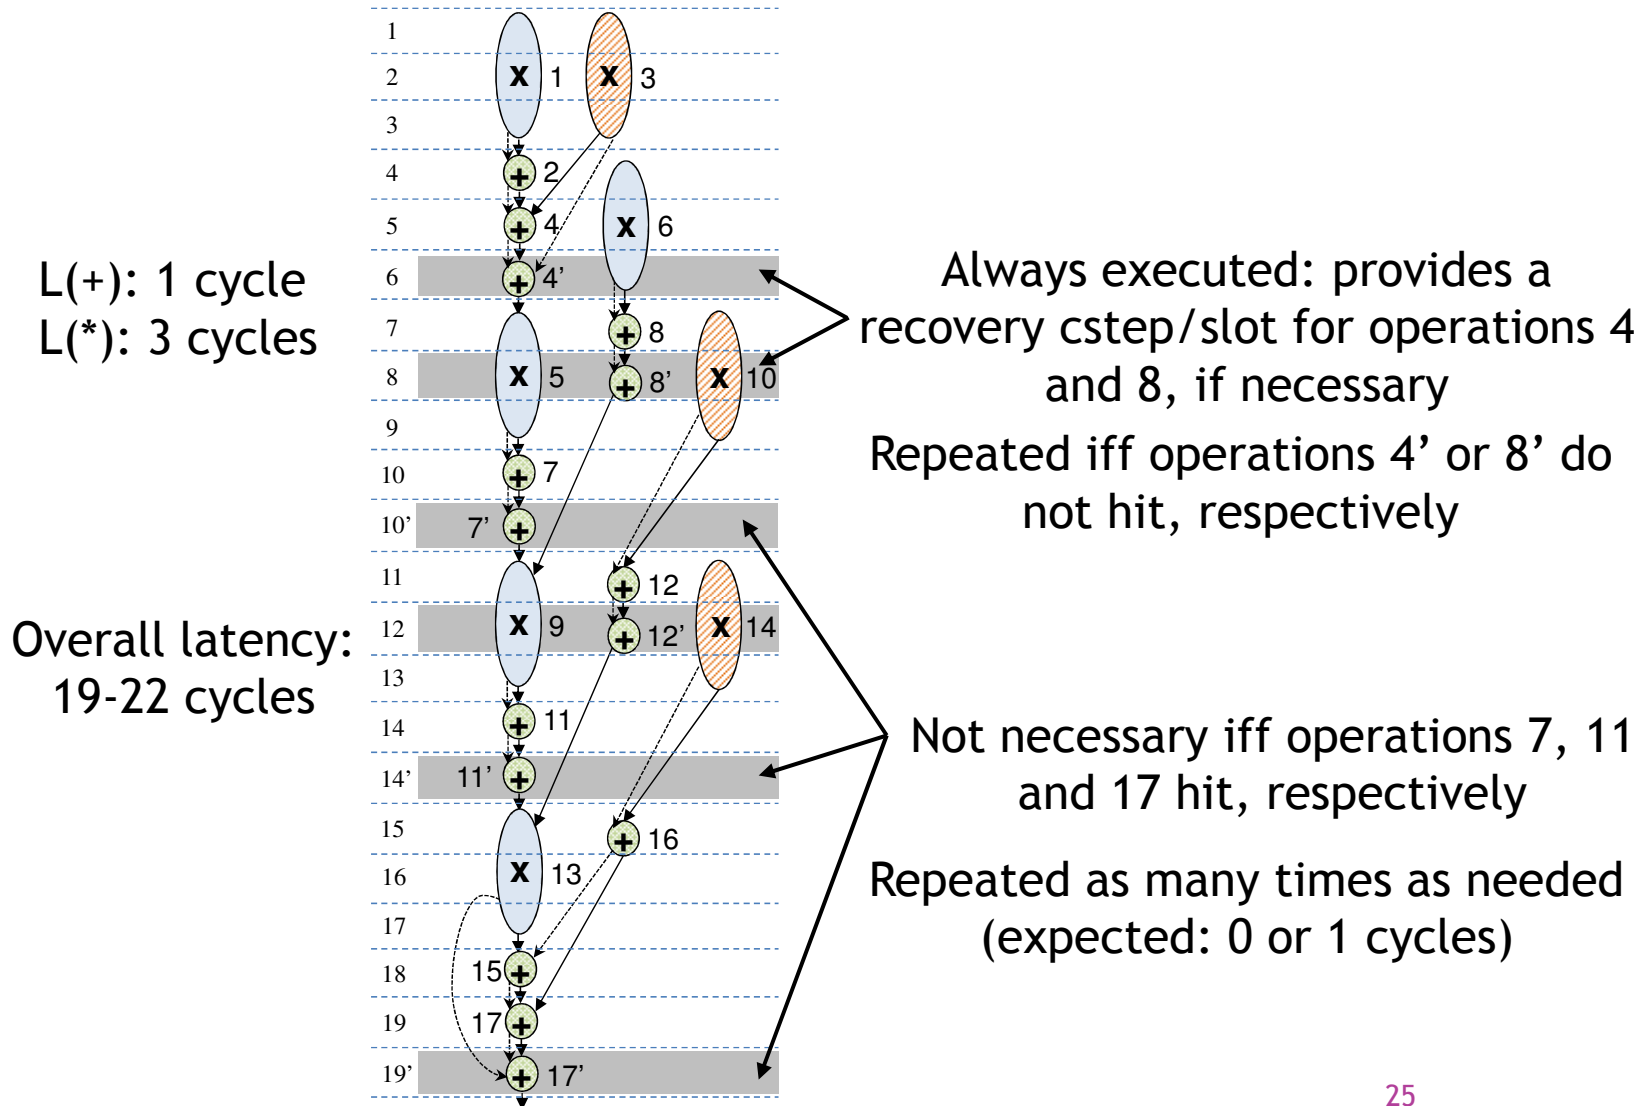 1
2 X 1 X 3
3
4 + 2
5 + 4 X 6
6 + 4’
7 + 8
8 X 5 + 8’ X 10
9
10 + 7
10’ 7’ +
11 + 12
12 X 9 + 12’ X 14
13
14 + 11
14’ 11’ +
15 + 16
16 X 13
17
18 15 +
19 17 +
19’ + 17’
L(+): 1 cycle
L(*): 3 cycles
Overall latency:
19-22 cycles
Always executed: provides a
recovery cstep/slot for operations 4
and 8, if necessary
Repeated iff operations 4’ or 8’ do
not hit, respectively
Not necessary iff operations 7, 11
and 17 hit, respectively
Repeated as many times as needed
(expected: 0 or 1 cycles)
25